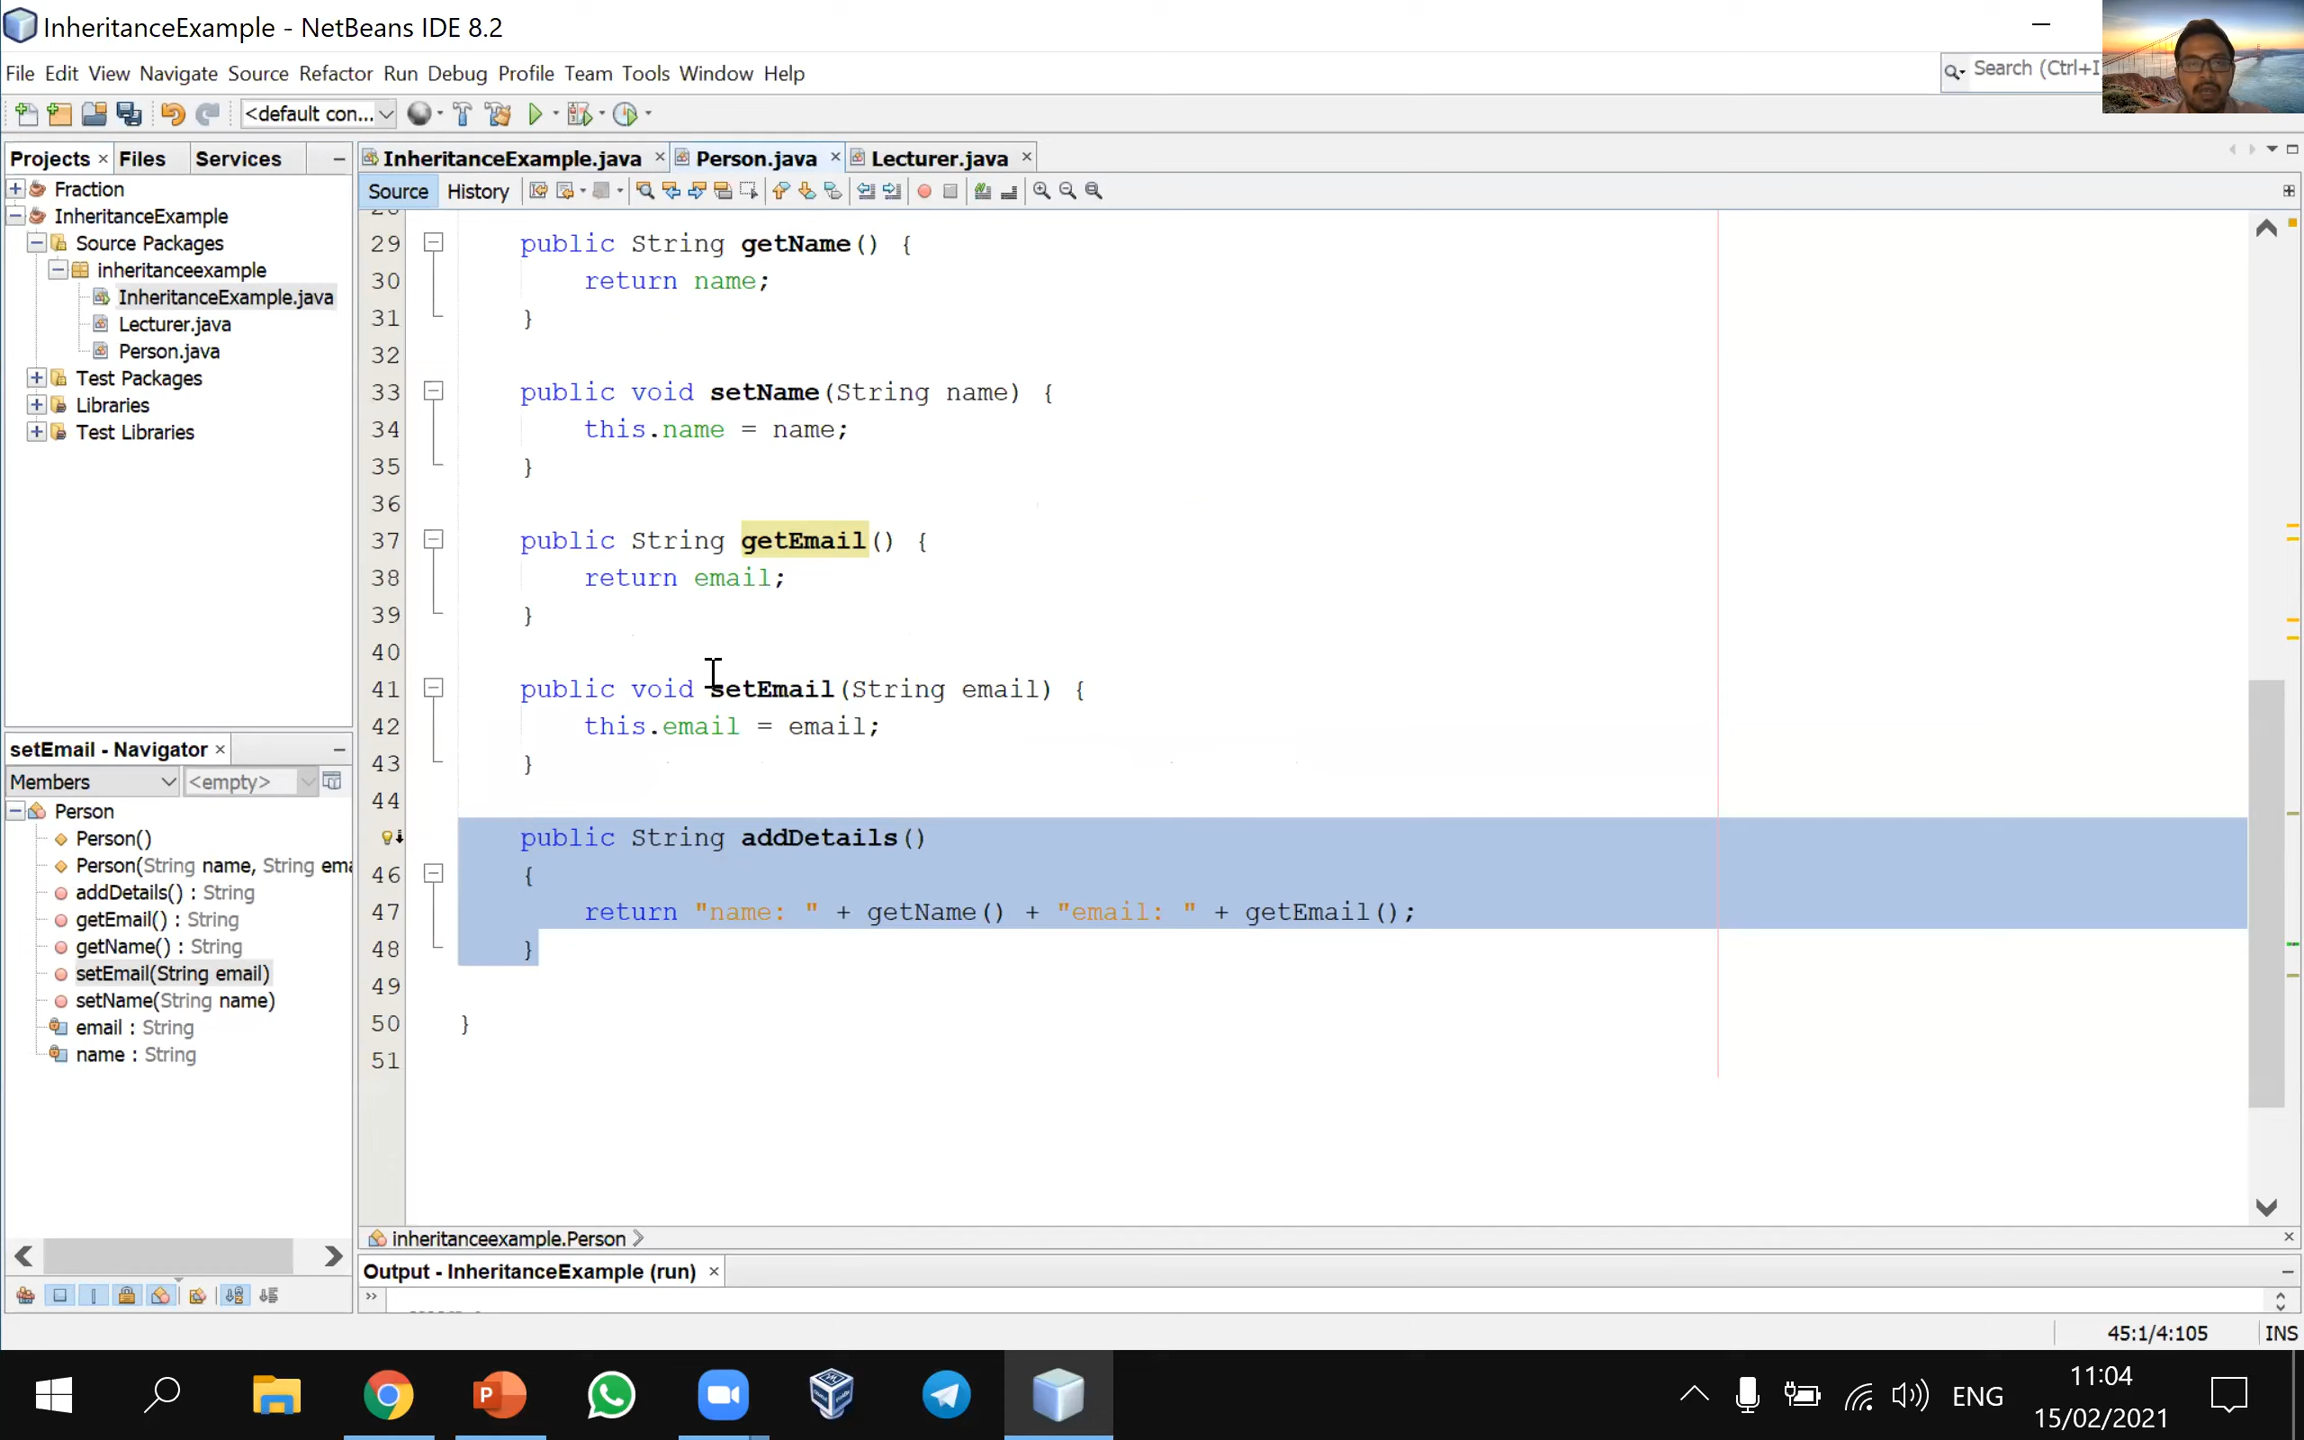 InheritanceExample - NetBeans IDE 8.2
File Edit View Navigate Source Refactor Run Debug Profile Team Tools Window Help
Search (Ctrl+I
<default con...
Projects Files Services
InheritanceExample.java Person.java Lecturer.java
Source History
Fraction
InheritanceExample
Source Packages
inheritanceexample
InheritanceExample.java
Lecturer.java
Person.java
Test Packages
Libraries
Test Libraries
29 public String getName() {
30 return name;
31 }
32
33 public void setName(String name) {
34 this.name = name;
35 }
36
37 public String getEmail() {
38 return email;
39 }
40
41 public void setEmail(String email) {
42 this.email = email;
43 }
44
public String addDetails()
46 {
47 return "name: " + getName() + "email: " + getEmail();
48 }
49
50 }
51
setEmail - Navigator
Members <empty>
Person
Person()
Person(String name, String ema
addDetails() : String
getEmail() : String
getName() : String
setEmail(String email)
setName(String name)
email : String
name : String
inheritanceexample.Person
Output - InheritanceExample (run)
45:1/4:105 INS
ENG
11:04
15/02/2021